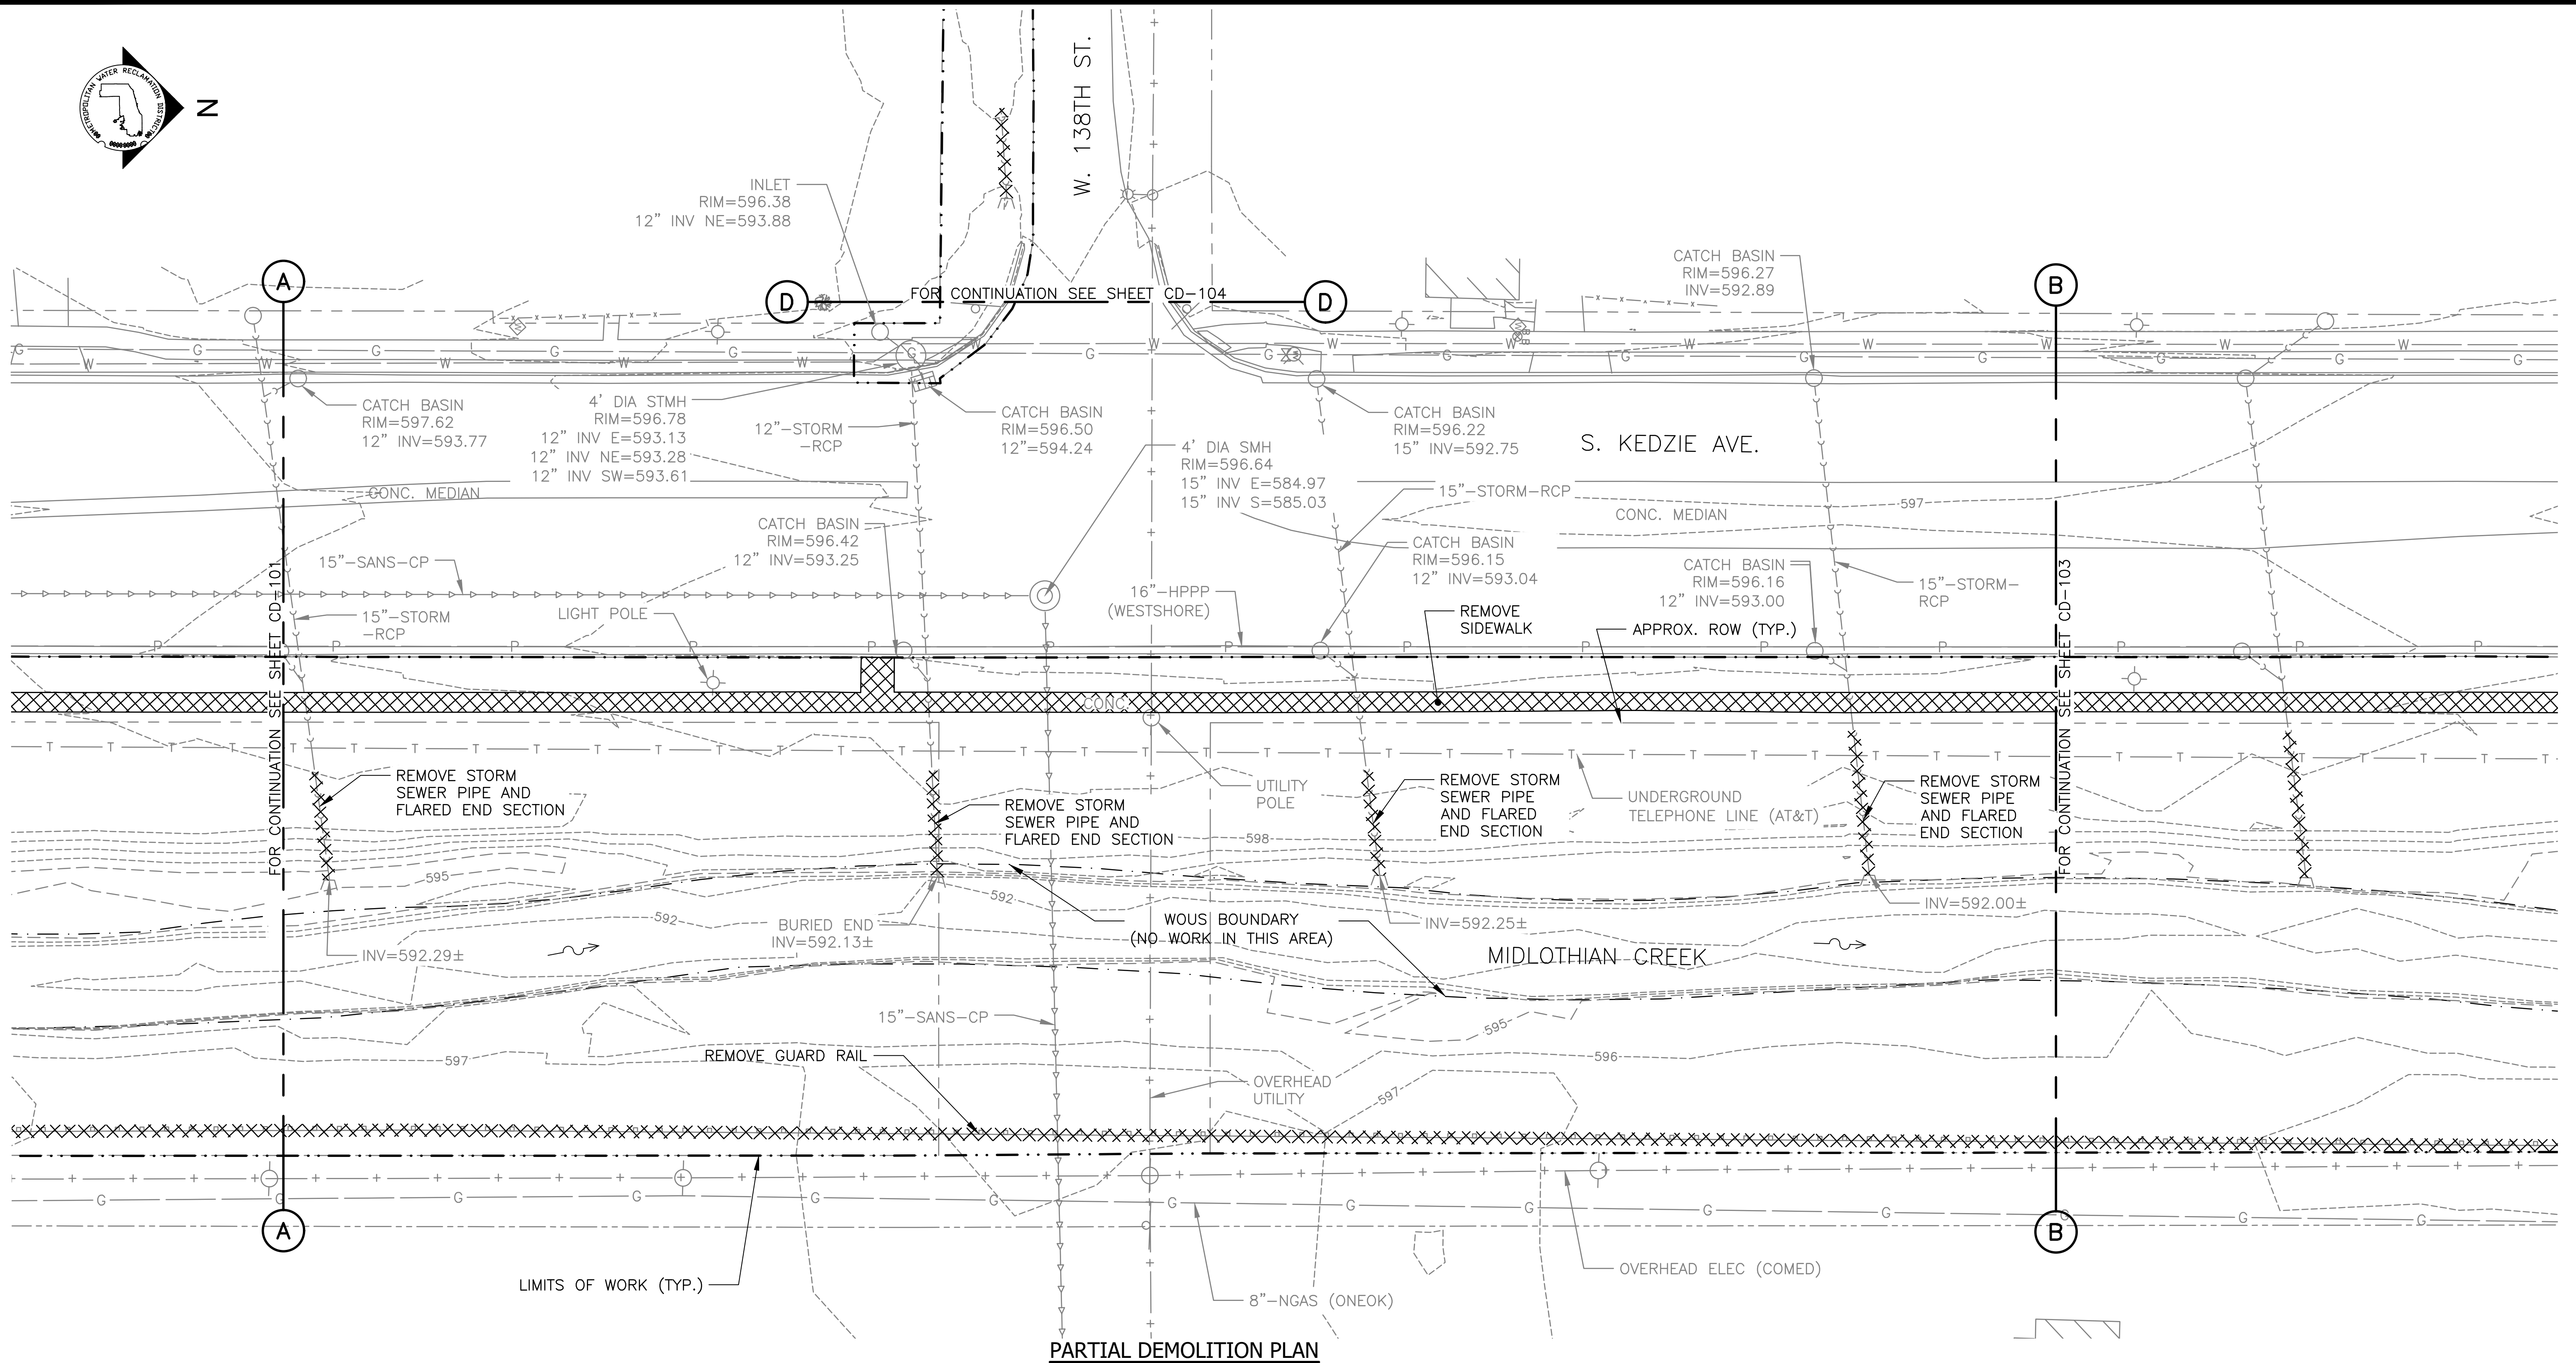 METROPOLITAN WATER RECLAMATION DISTRICT
N
W. 138TH ST.
INLET
RIM=596.38
12" INV NE=593.88
A
D
FOR CONTINUATION SEE SHEET CD-104
D
CATCH BASIN
RIM=596.27
INV=592.89
B
CATCH BASIN
RIM=597.62
12" INV=593.77
4' DIA STMH
RIM=596.78
12" INV E=593.13
12" INV NE=593.28
12" INV SW=593.61
12"-STORM
-RCP
CATCH BASIN
RIM=596.50
12"=594.24
4' DIA SMH
RIM=596.64
15" INV E=584.97
15" INV S=585.03
CATCH BASIN
RIM=596.22
15" INV=592.75
S. KEDZIE AVE.
CONC. MEDIAN
15"-STORM-RCP
CONC. MEDIAN
597
CATCH BASIN
RIM=596.42
12" INV=593.25
15"-SANS-CP
CATCH BASIN
RIM=596.15
12" INV=593.04
CATCH BASIN
RIM=596.16
12" INV=593.00
15"-STORM-
RCP
15"-STORM
-RCP
LIGHT POLE
16"-HPPP
(WESTSHORE)
REMOVE
SIDEWALK
APPROX. ROW (TYP.)
FOR CONTINUATION SEE SHEET CD-101
FOR CONTINUATION SEE SHEET CD-103
CONC.
REMOVE STORM
SEWER PIPE AND
FLARED END SECTION
REMOVE STORM
SEWER PIPE AND
FLARED END SECTION
UTILITY
POLE
REMOVE STORM
SEWER PIPE
AND FLARED
END SECTION
UNDERGROUND
TELEPHONE LINE (AT&T)
REMOVE STORM
SEWER PIPE
AND FLARED
END SECTION
598
595
592
592
BURIED END
INV=592.13±
WOUS BOUNDARY
(NO WORK IN THIS AREA)
INV=592.25±
INV=592.00±
INV=592.29±
MIDLOTHIAN CREEK
15"-SANS-CP
595
597
REMOVE GUARD RAIL
596
OVERHEAD
UTILITY
597
LIMITS OF WORK (TYP.)
A
B
OVERHEAD ELEC (COMED)
8"-NGAS (ONEOK)
PARTIAL DEMOLITION PLAN